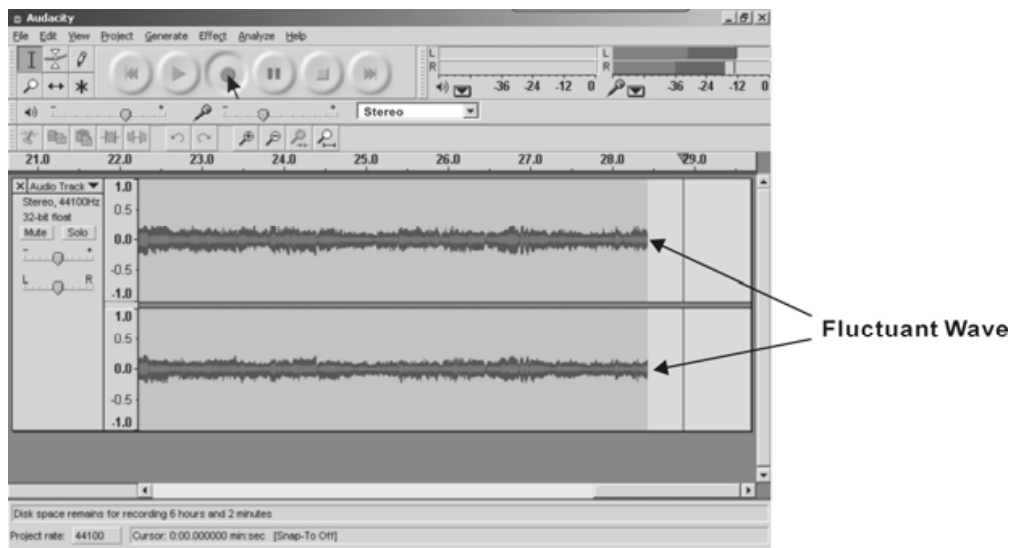 Audacity
File Edit View Project Generate Effect Analyze Help
L
R
-36 -24 -12 0
L
R
-36 -24 -12 0
- +
- +
Stereo
21.0 22.0 23.0 24.0 25.0 26.0 27.0 28.0 29.0
Audio Track
Stereo, 44100Hz
32-bit float
Mute Solo
- +
L R
1.0
0.5
0.0
-0.5
-1.0
1.0
0.5
0.0
-0.5
-1.0
Fluctuant Wave
Disk space remains for recording 6 hours and 2 minutes
Project rate: 44100 Cursor: 0:00.000000 min:sec [Snap-To Off]